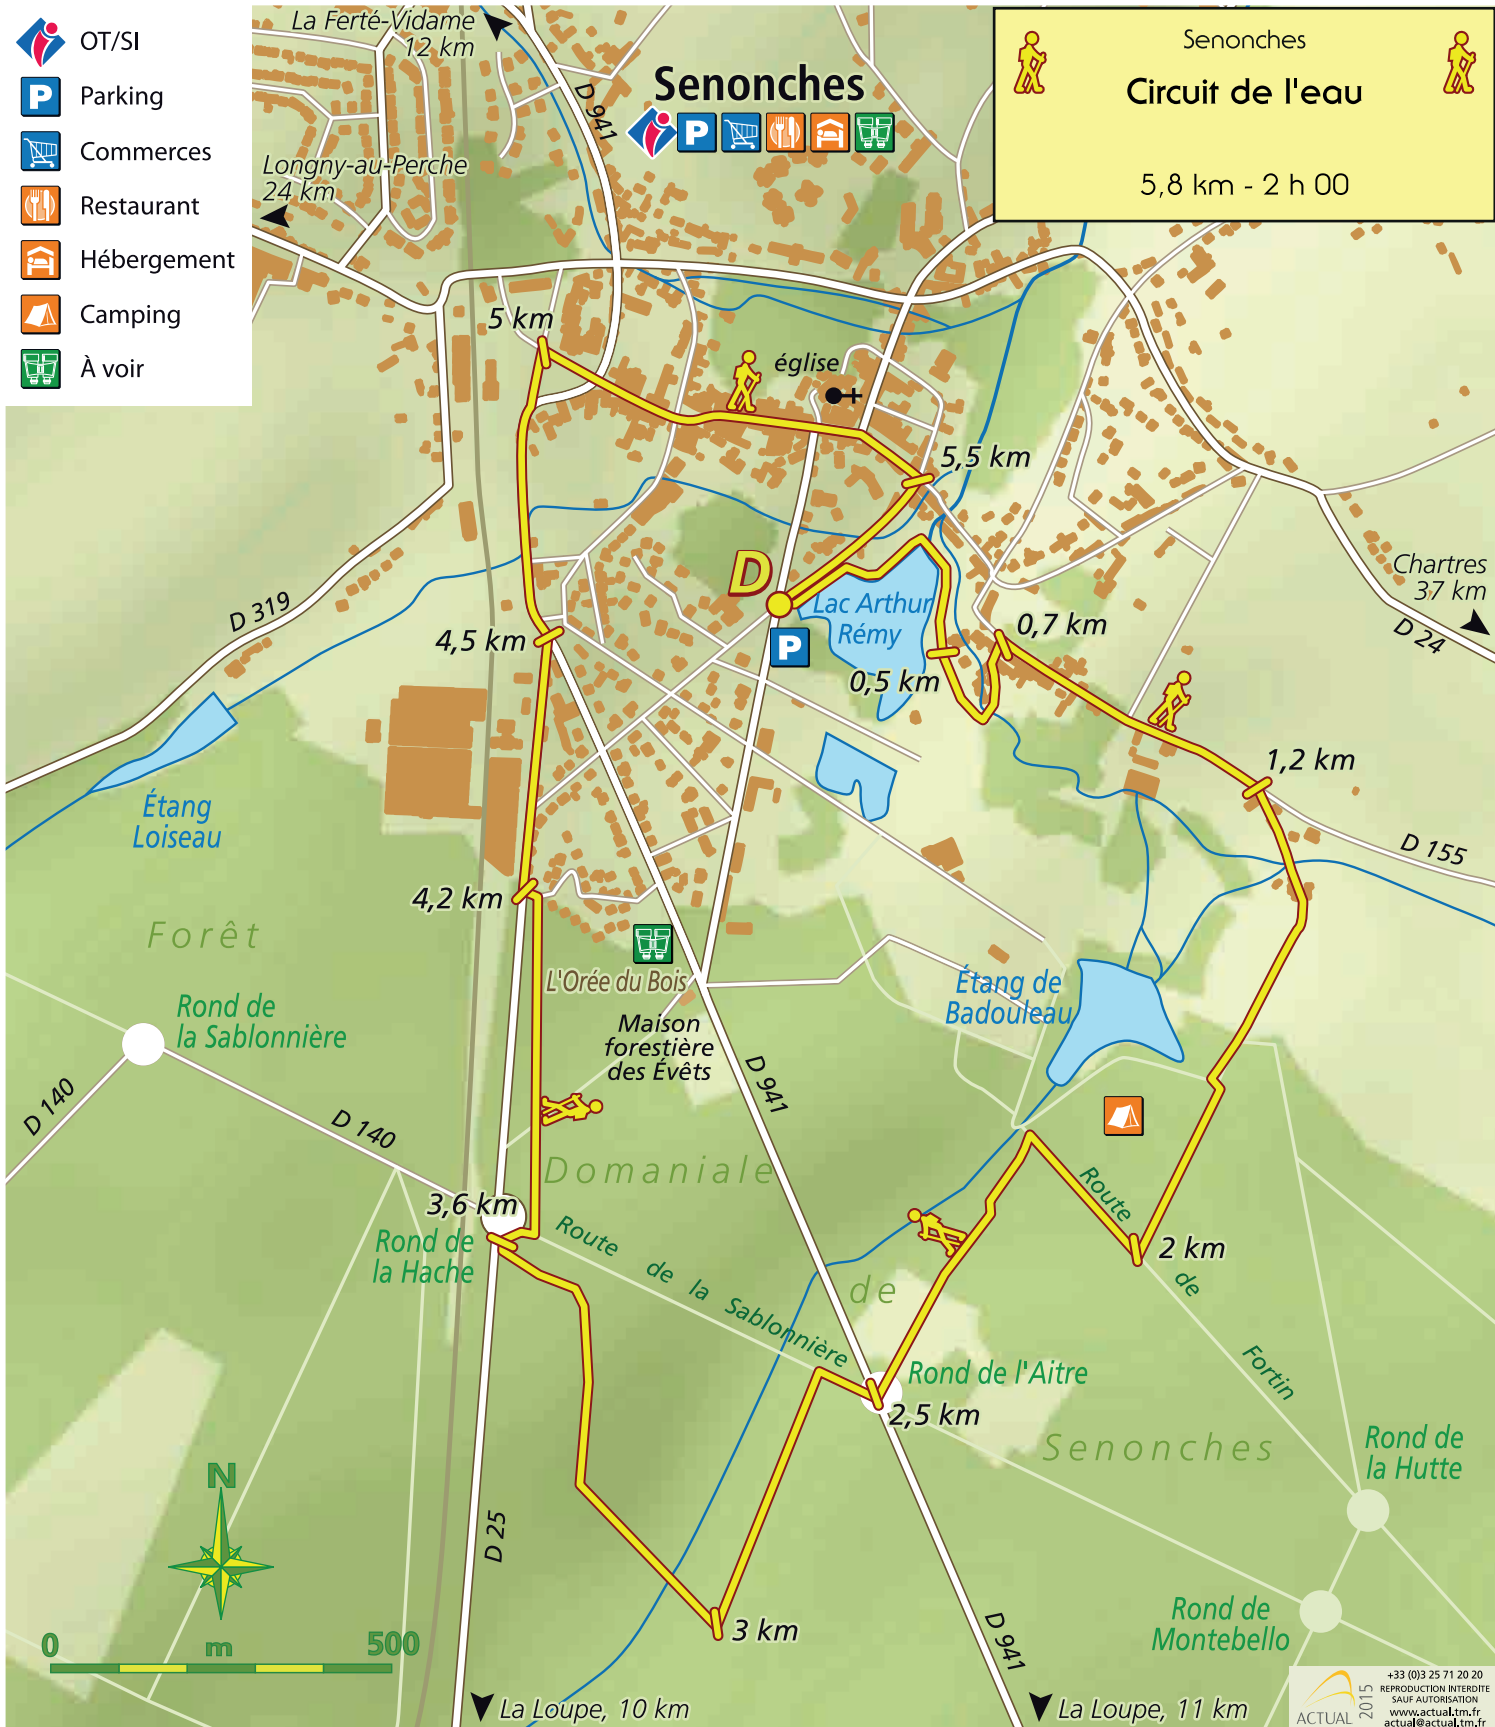 OT/SI
P Parking
Commerces
Restaurant
Hébergement
Camping
À voir
La Ferté-Vidame
12 km
Longny-au-Perche
24 km
D 941
Senonches
P
Senonches
Circuit de l'eau
5,8 km - 2 h 00
5 km
église
5,5 km
D
Lac Arthur
Rémy
P
0,5 km
0,7 km
Chartres
37 km
D 24
D 319
4,5 km
1,2 km
D 155
Étang
Loiseau
4,2 km
Forêt
L'Orée du Bois
Étang de
Badouleau
Rond de
la Sablonnière
Maison
forestière
des Évêts
D 941
D 140
D 140
Domaniale
3,6 km
Rond de
la Hache
Route de la Sablonnière
de
Route de Fortin
2 km
Rond de l'Aitre
2,5 km
Senonches
Rond de
la Hutte
N
D 25
3 km
Rond de
Montebello
0 m 500
D 941
La Loupe, 10 km
La Loupe, 11 km
ACTUAL
2015
+33 (0)3 25 71 20 20
REPRODUCTION INTERDITE
SAUF AUTORISATION
www.actual.tm.fr
actual@actual.tm.fr